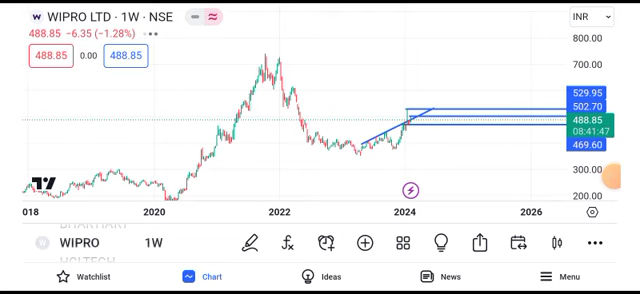 W WIPRO LTD · 1W · NSE
INR
488.85 −6.35 (−1.28%)
488.85 0.00 488.85
800.00
700.00
529.95
502.70
488.85
08:41:47
469.60
300.00
200.00
TV
018 2020 2022 2024 2026
W WIPRO 1W
HCLTECH
Watchlist Chart Ideas News Menu